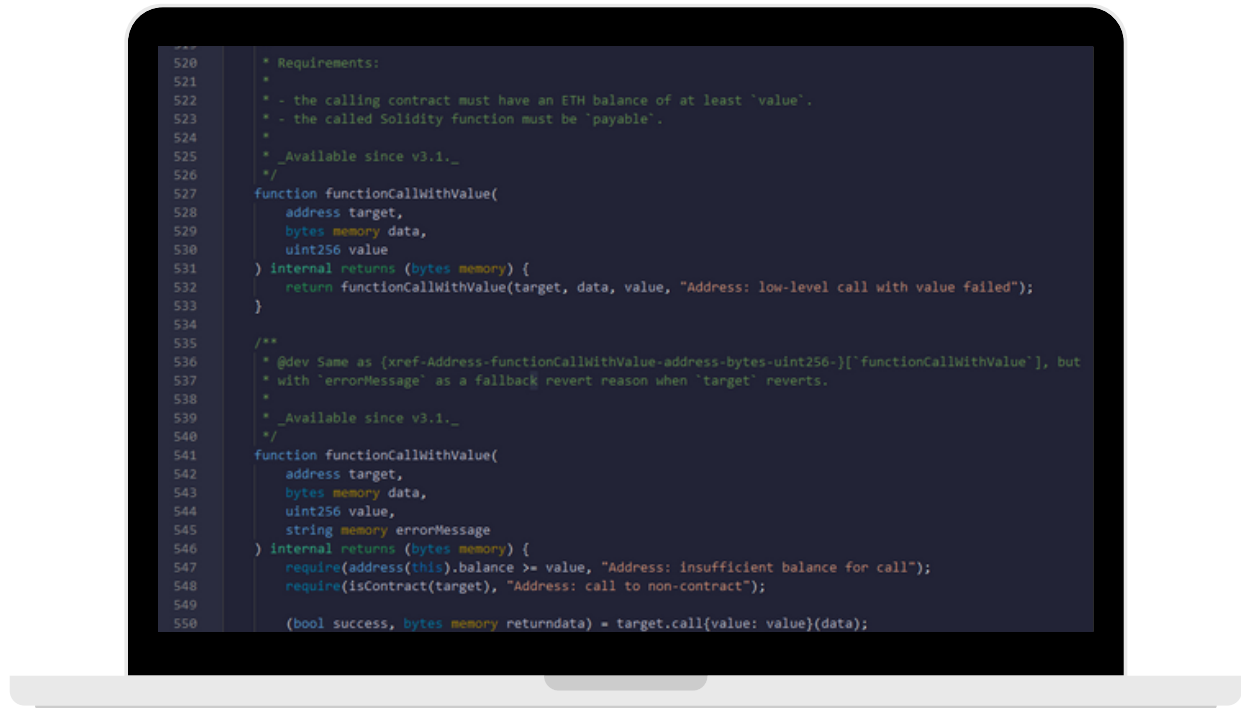 520 * Requirements:
521 *
522 * - the calling contract must have an ETH balance of at least `value`.
523 * - the called Solidity function must be `payable`.
524 *
525 * _Available since v3.1._
526 */
527 function functionCallWithValue(
528 address target,
529 bytes memory data,
530 uint256 value
531 ) internal returns (bytes memory) {
532 return functionCallWithValue(target, data, value, "Address: low-level call with value failed");
533 }
534
535 /**
536 * @dev Same as {xref-Address-functionCallWithValue-address-bytes-uint256-}[`functionCallWithValue`], but
537 * with `errorMessage` as a fallback revert reason when `target` reverts.
538 *
539 * _Available since v3.1._
540 */
541 function functionCallWithValue(
542 address target,
543 bytes memory data,
544 uint256 value,
545 string memory errorMessage
546 ) internal returns (bytes memory) {
547 require(address(this).balance >= value, "Address: insufficient balance for call");
548 require(isContract(target), "Address: call to non-contract");
549
550 (bool success, bytes memory returndata) = target.call{value: value}(data);